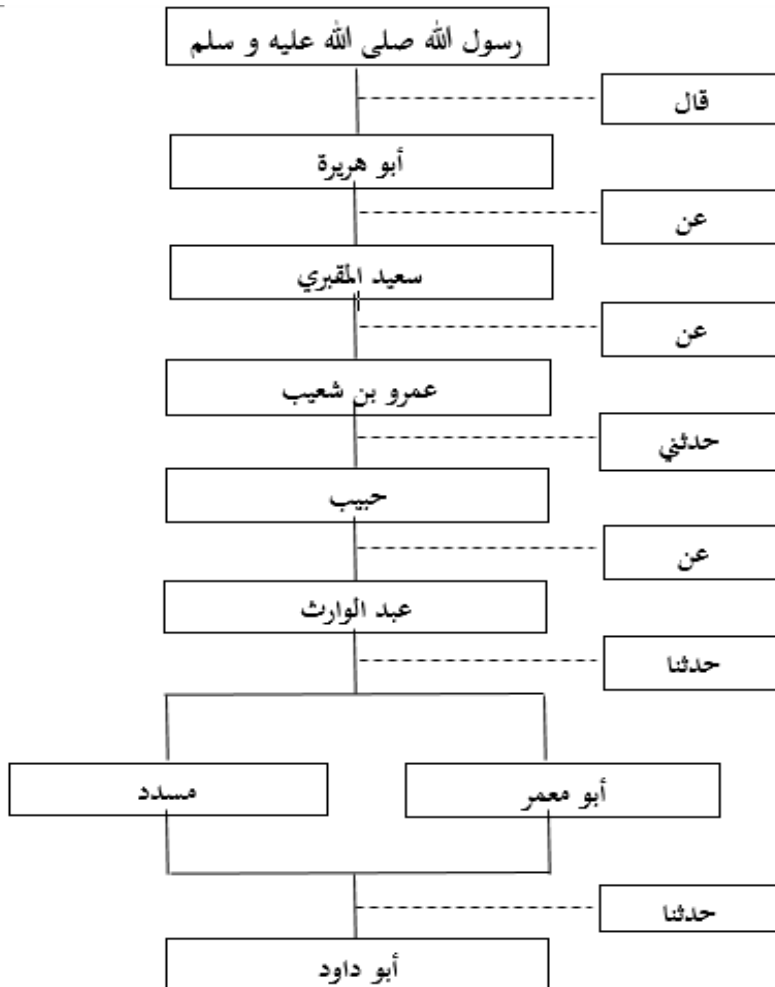 رسول الله صلى الله عليه و سلم
قال
أبو هريرة
عن
سعيد المقبري
عن
عمرو بن شعيب
حدثني
حبيب
عن
عبد الوارث
حدثنا
أبو معمر
مسدد
حدثنا
أبو داود